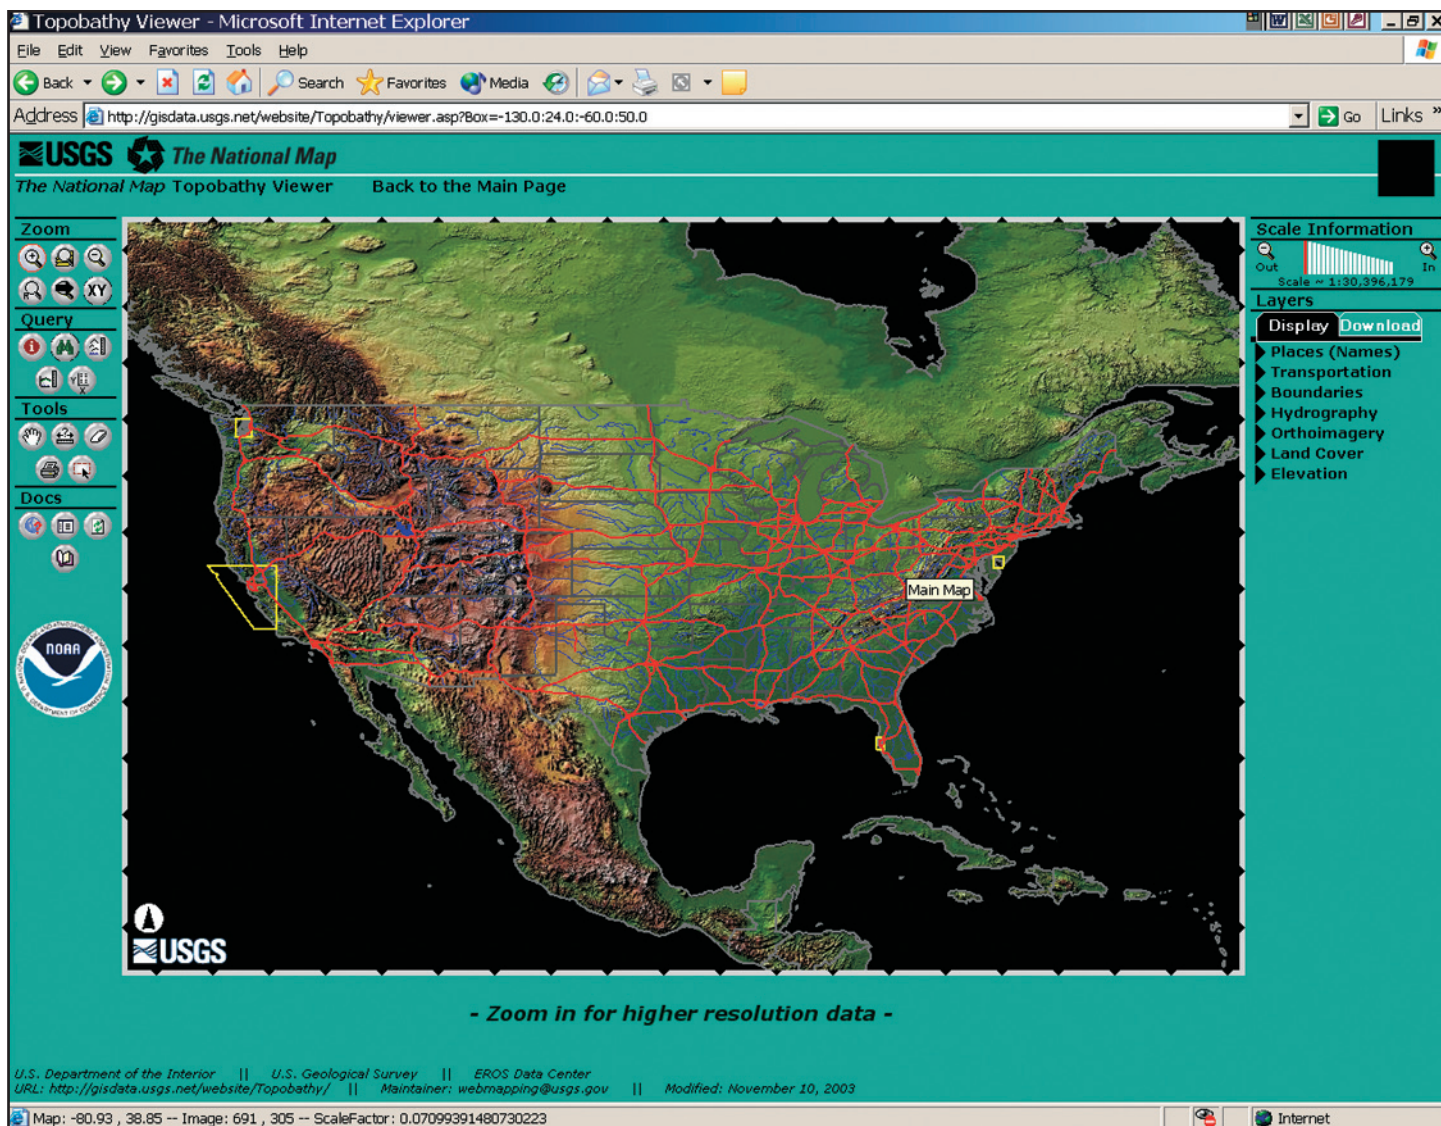 Topobathy Viewer - Microsoft Internet Explorer
File Edit View Favorites Tools Help
Back Search Favorites Media
Address http://gisdata.usgs.net/website/Topobathy/viewer.asp?Box=-130.0:24.0:-60.0:50.0 Go Links »
USGS The National Map
The National Map Topobathy Viewer Back to the Main Page
Zoom
XY
Query
Tools
Docs
NOAA
Main Map
USGS
Scale Information
Out In
Scale ~ 1:30,396,179
Layers
Display Download
Places (Names)
Transportation
Boundaries
Hydrography
Orthoimagery
Land Cover
Elevation
- Zoom in for higher resolution data -
U.S. Department of the Interior || U.S. Geological Survey || EROS Data Center
URL: http://gisdata.usgs.net/website/Topobathy/ || Maintainer: webmapping@usgs.gov || Modified: November 10, 2003
Map: -80.93 , 38.85 -- Image: 691 , 305 -- ScaleFactor: 0.07099391480730223 Internet